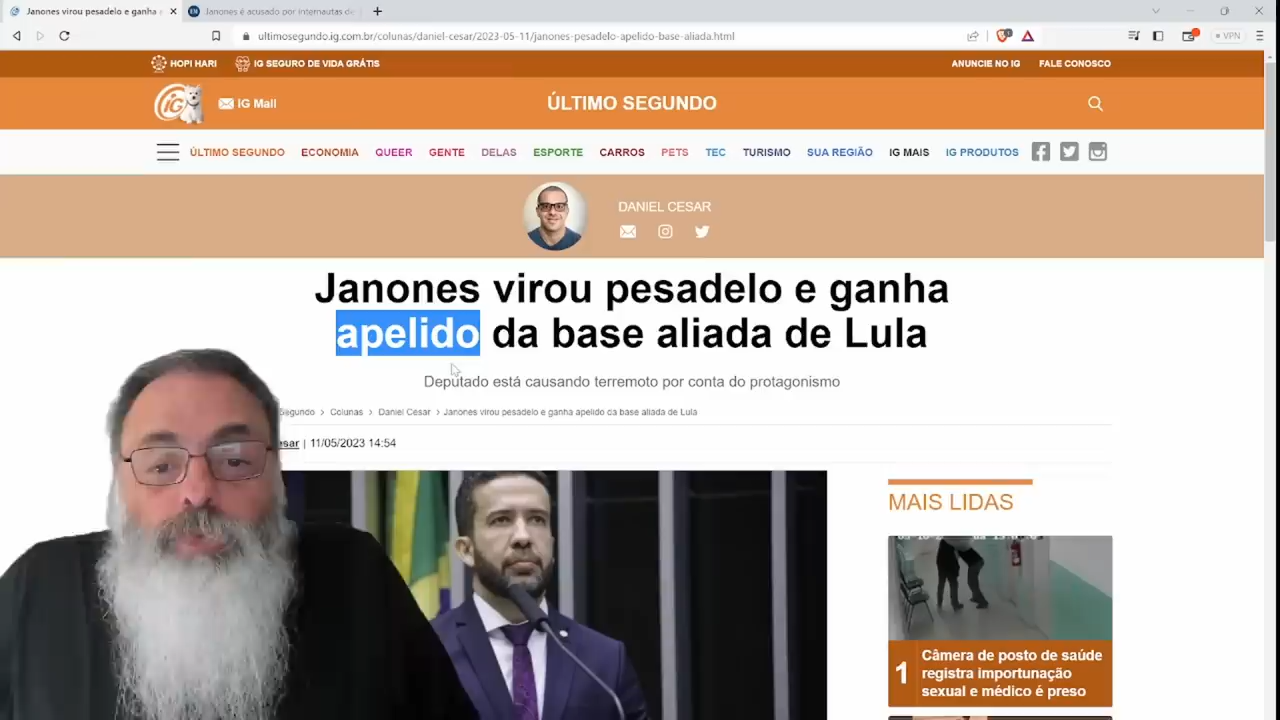 Janones virou pesadelo e ganha
Janones é acusado por internautas de
ultimosegundo.ig.com.br/colunas/daniel-cesar/2023-05-11/janones-pesadelo-apelido-base-aliada.html
VPN
HOPI HARI
IG SEGURO DE VIDA GRÁTIS
ANUNCIE NO IG
FALE CONOSCO
iG
iG Mail
ÚLTIMO SEGUNDO
ÚLTIMO SEGUNDO ECONOMIA QUEER GENTE DELAS ESPORTE CARROS PETS TEC TURISMO SUA REGIÃO IG MAIS IG PRODUTOS
DANIEL CESAR
Janones virou pesadelo e ganha
apelido da base aliada de Lula
Deputado está causando terremoto por conta do protagonismo
Segundo > Colunas > Daniel Cesar > Janones virou pesadelo e ganha apelido da base aliada de Lula
esar | 11/05/2023 14:54
MAIS LIDAS
1 Câmera de posto de saúde
registra importunação
sexual e médico é preso